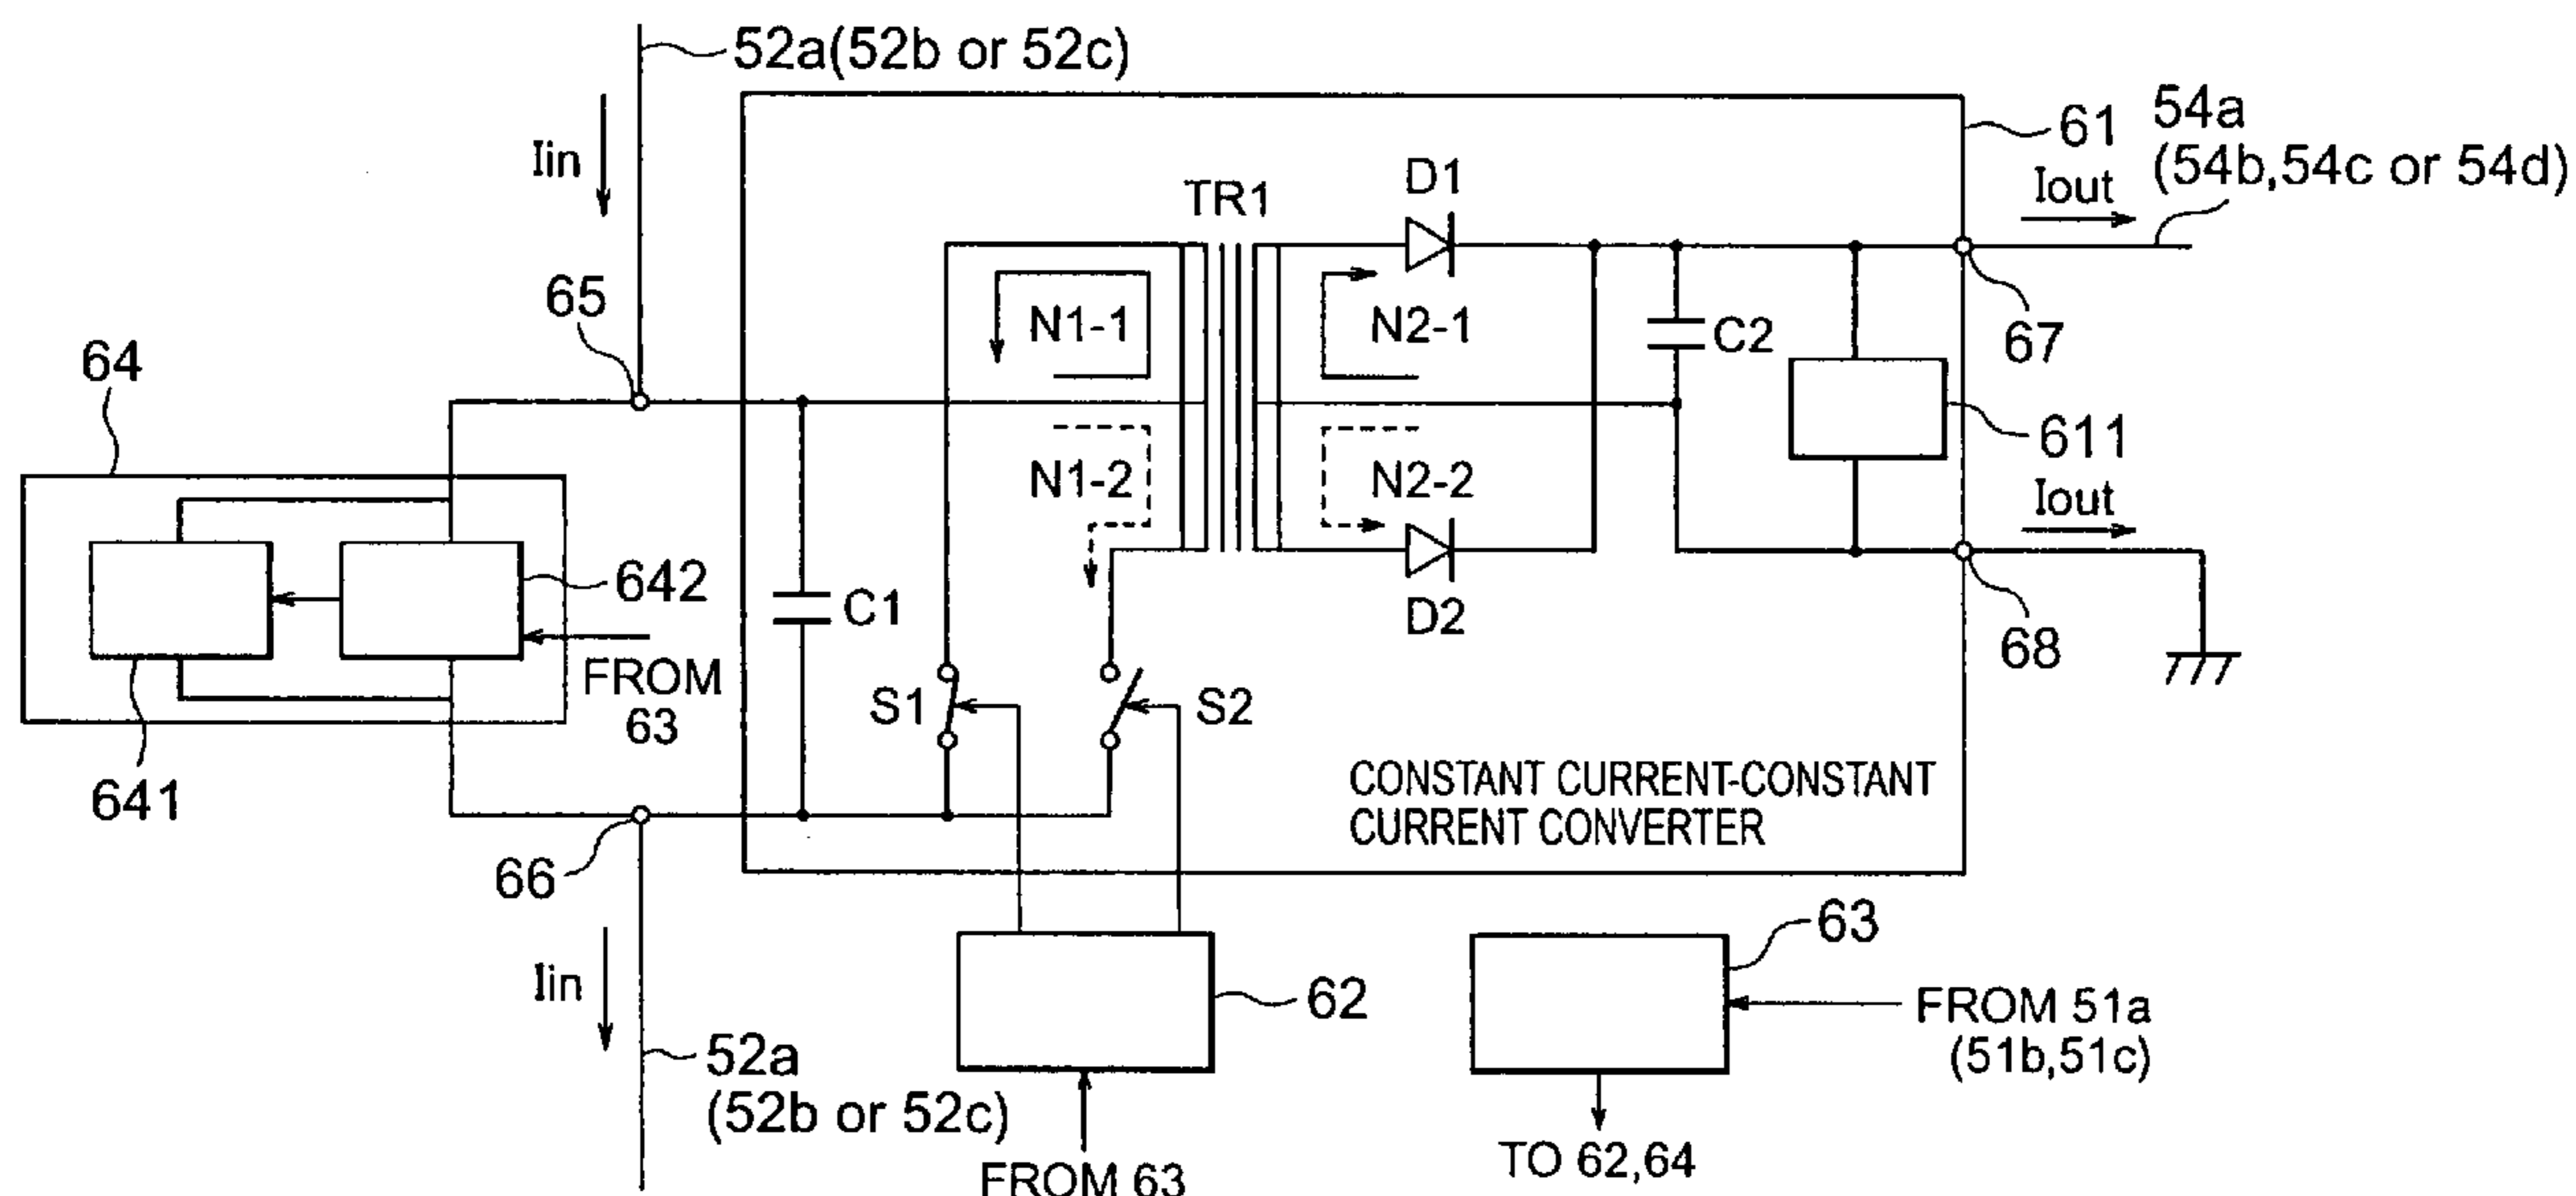 52a(52b or 52c)
Iin
61
54a
(54b,54c or 54d)
Iout
TR1
D1
65
N1-1
N2-1
C2
67
64
611
N1-2
N2-2
Iout
642
C1
D2
68
FROM
63
S1
S2
641
CONSTANT CURRENT-CONSTANT
CURRENT CONVERTER
66
63
Iin
62
FROM 51a
(51b,51c)
52a
(52b or 52c)
FROM 63
TO 62,64